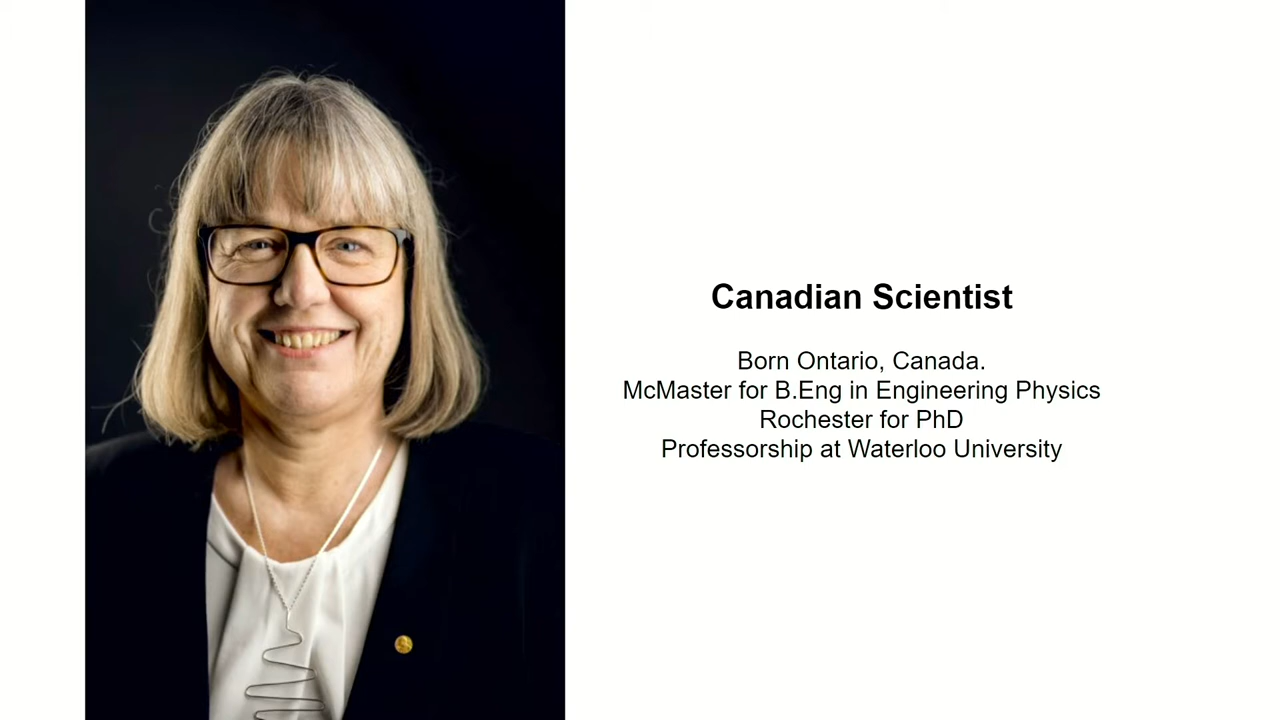 Canadian Scientist
Born Ontario, Canada.
McMaster for B.Eng in Engineering Physics
Rochester for PhD
Professorship at Waterloo University